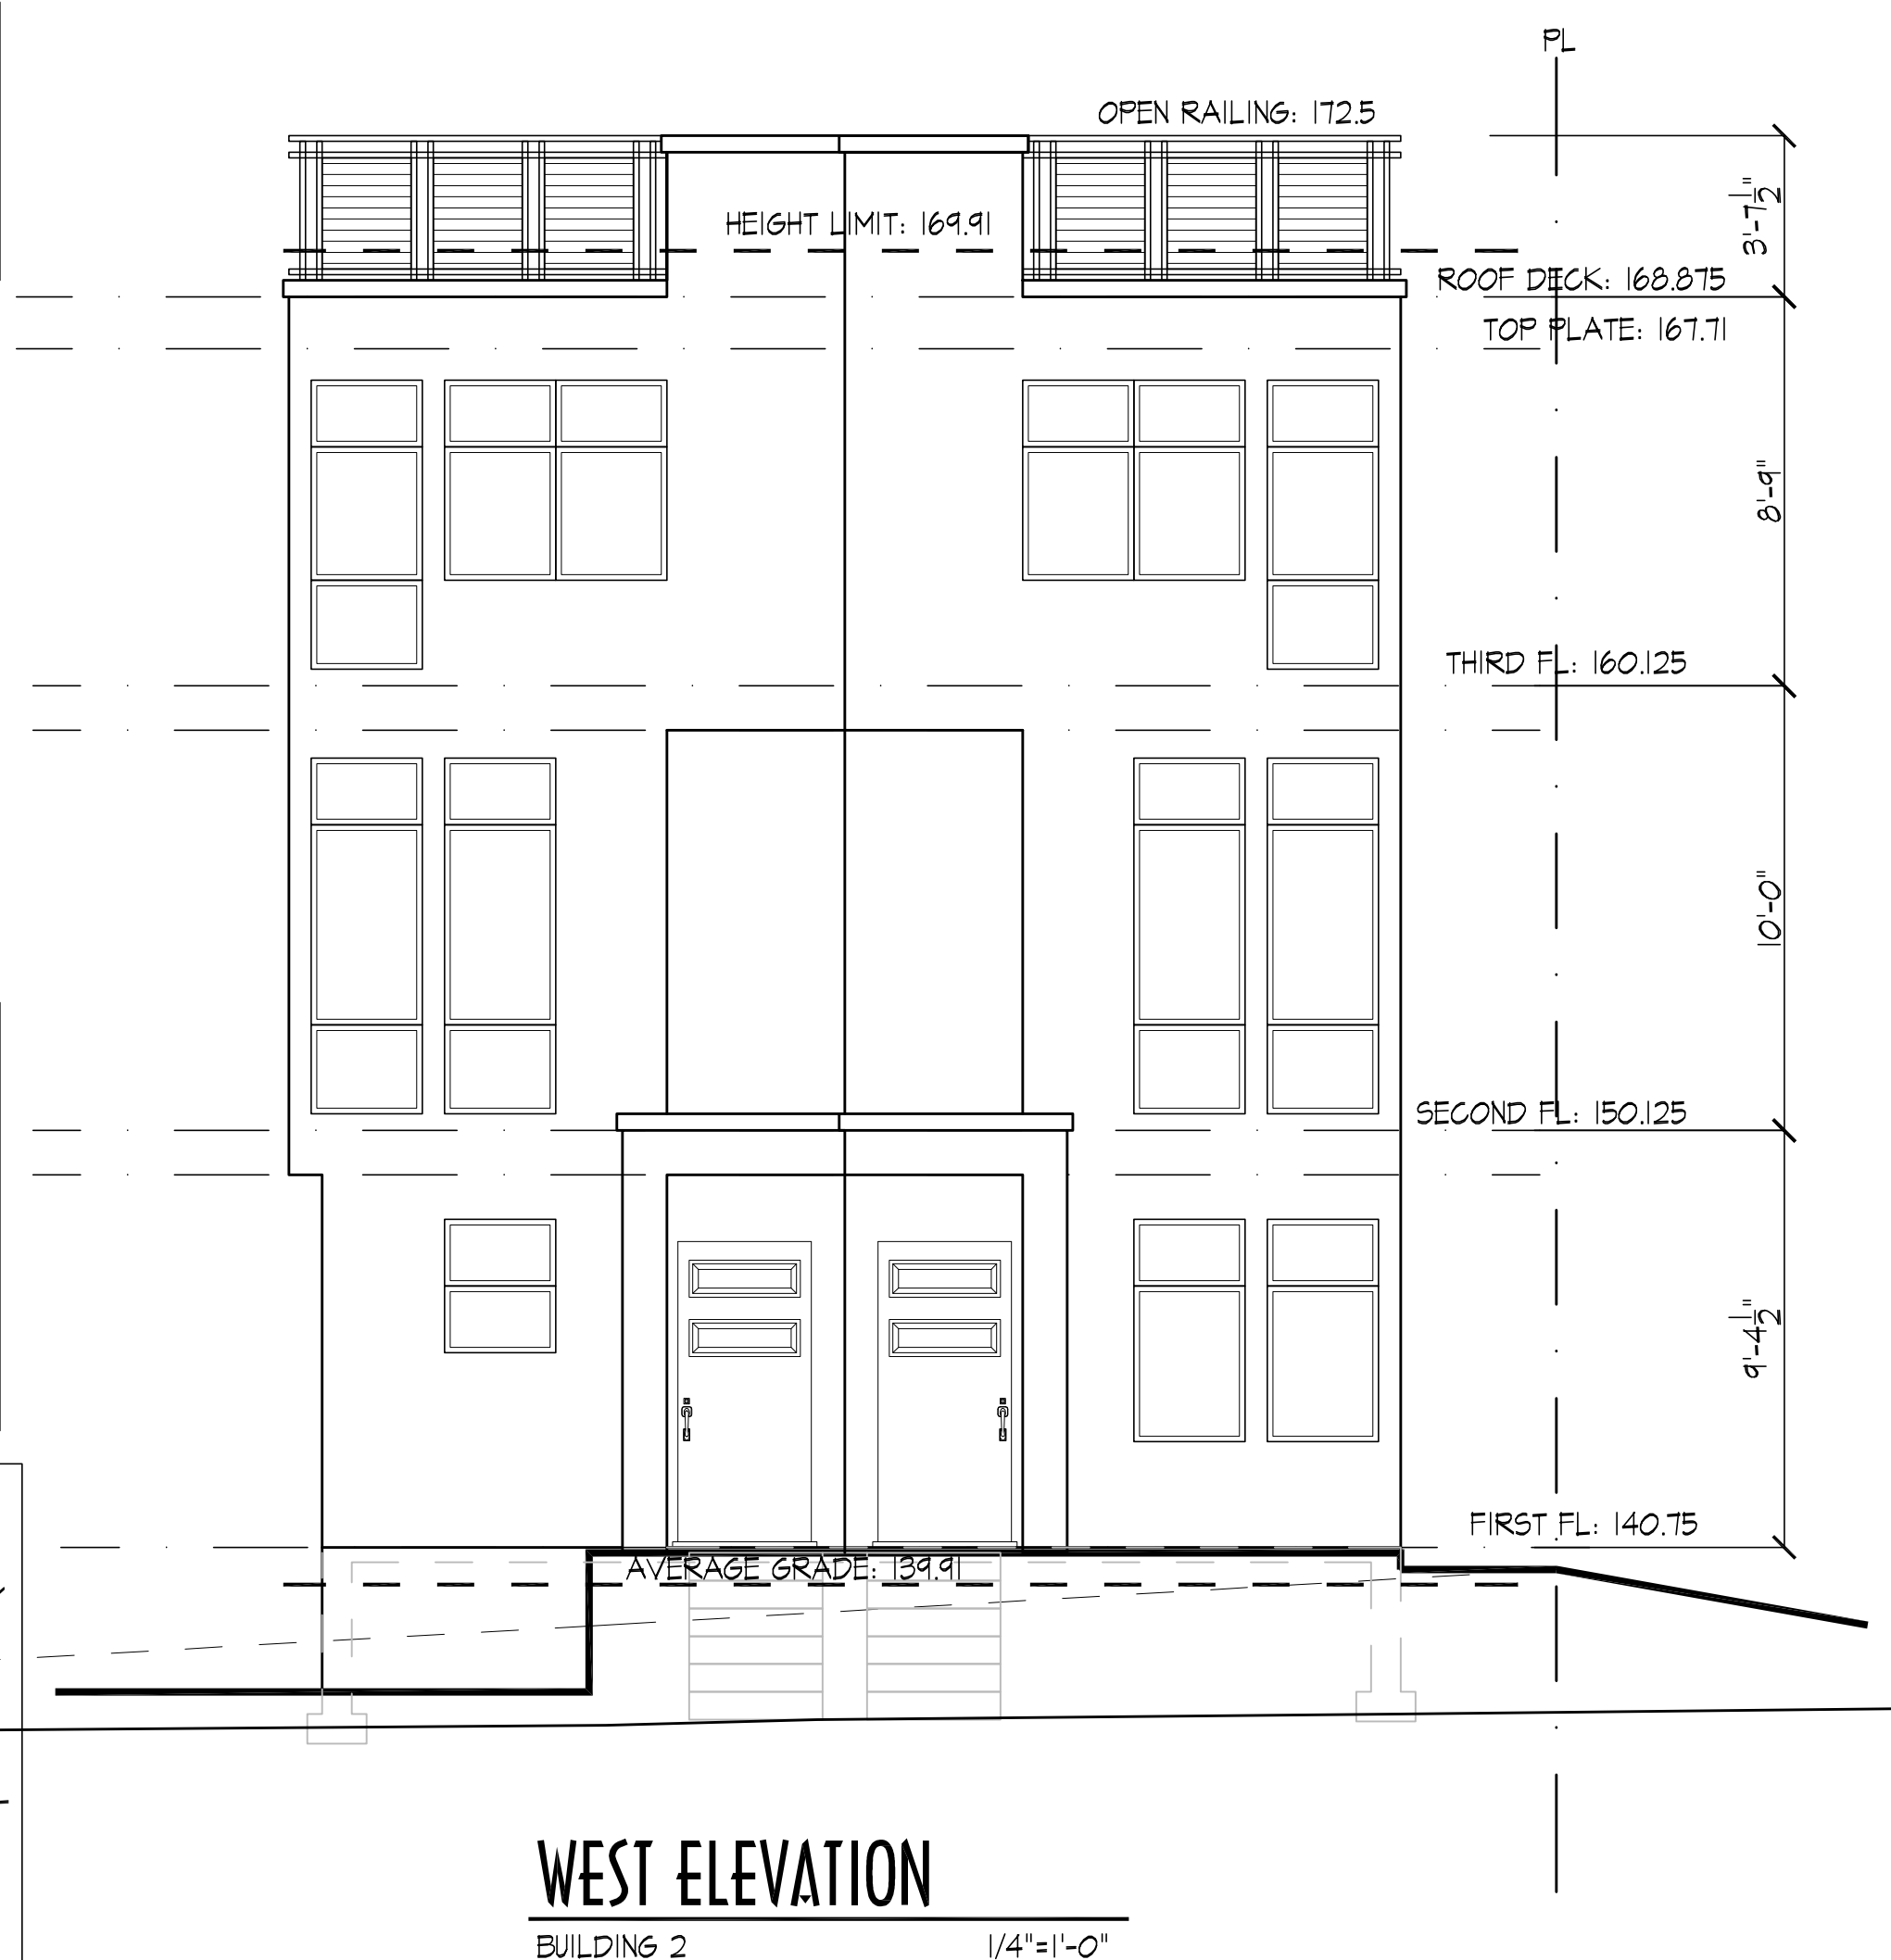 PL
OPEN RAILING: 172.5
3'-7 1/2"
HEIGHT LIMIT: 169.91
ROOF DECK: 168.875
TOP PLATE: 167.71
8'-9"
THIRD FL: 160.125
10'-0"
SECOND FL: 150.125
9'-4 1/2"
FIRST FL: 140.75
AVERAGE GRADE: 139.91
WEST ELEVATION
BUILDING 2 1/4"=1'-0"